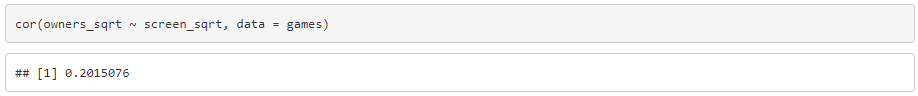 cor(owners_sqrt ~ screen_sqrt, data = games)
## [1] 0.2015076